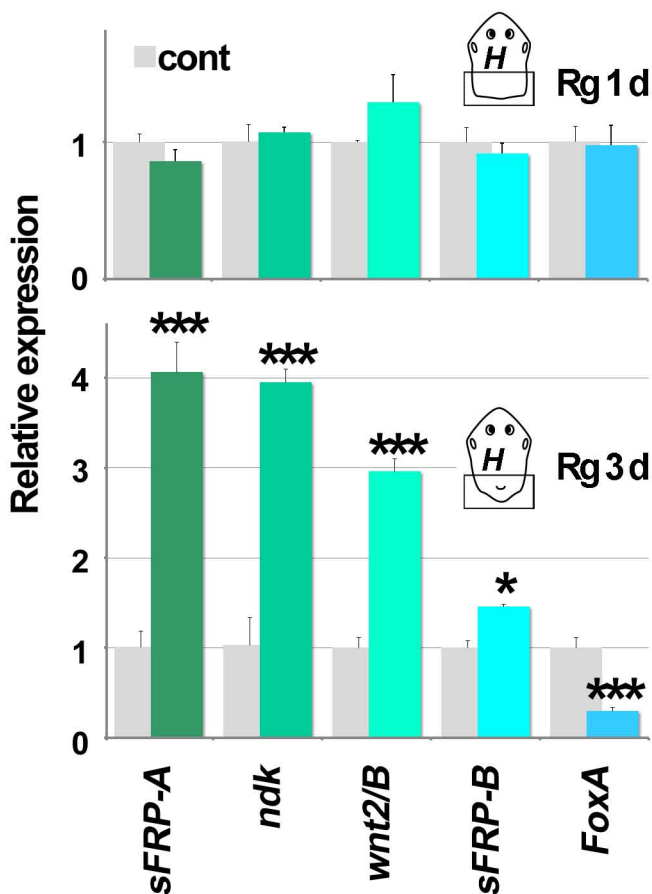 cont
H
Rg 1 d
1
0
Relative expression
***
4
***
***
H
Rg 3 d
3
2
*
1
***
0
sFRP-A
ndk
wnt2/B
sFRP-B
FoxA